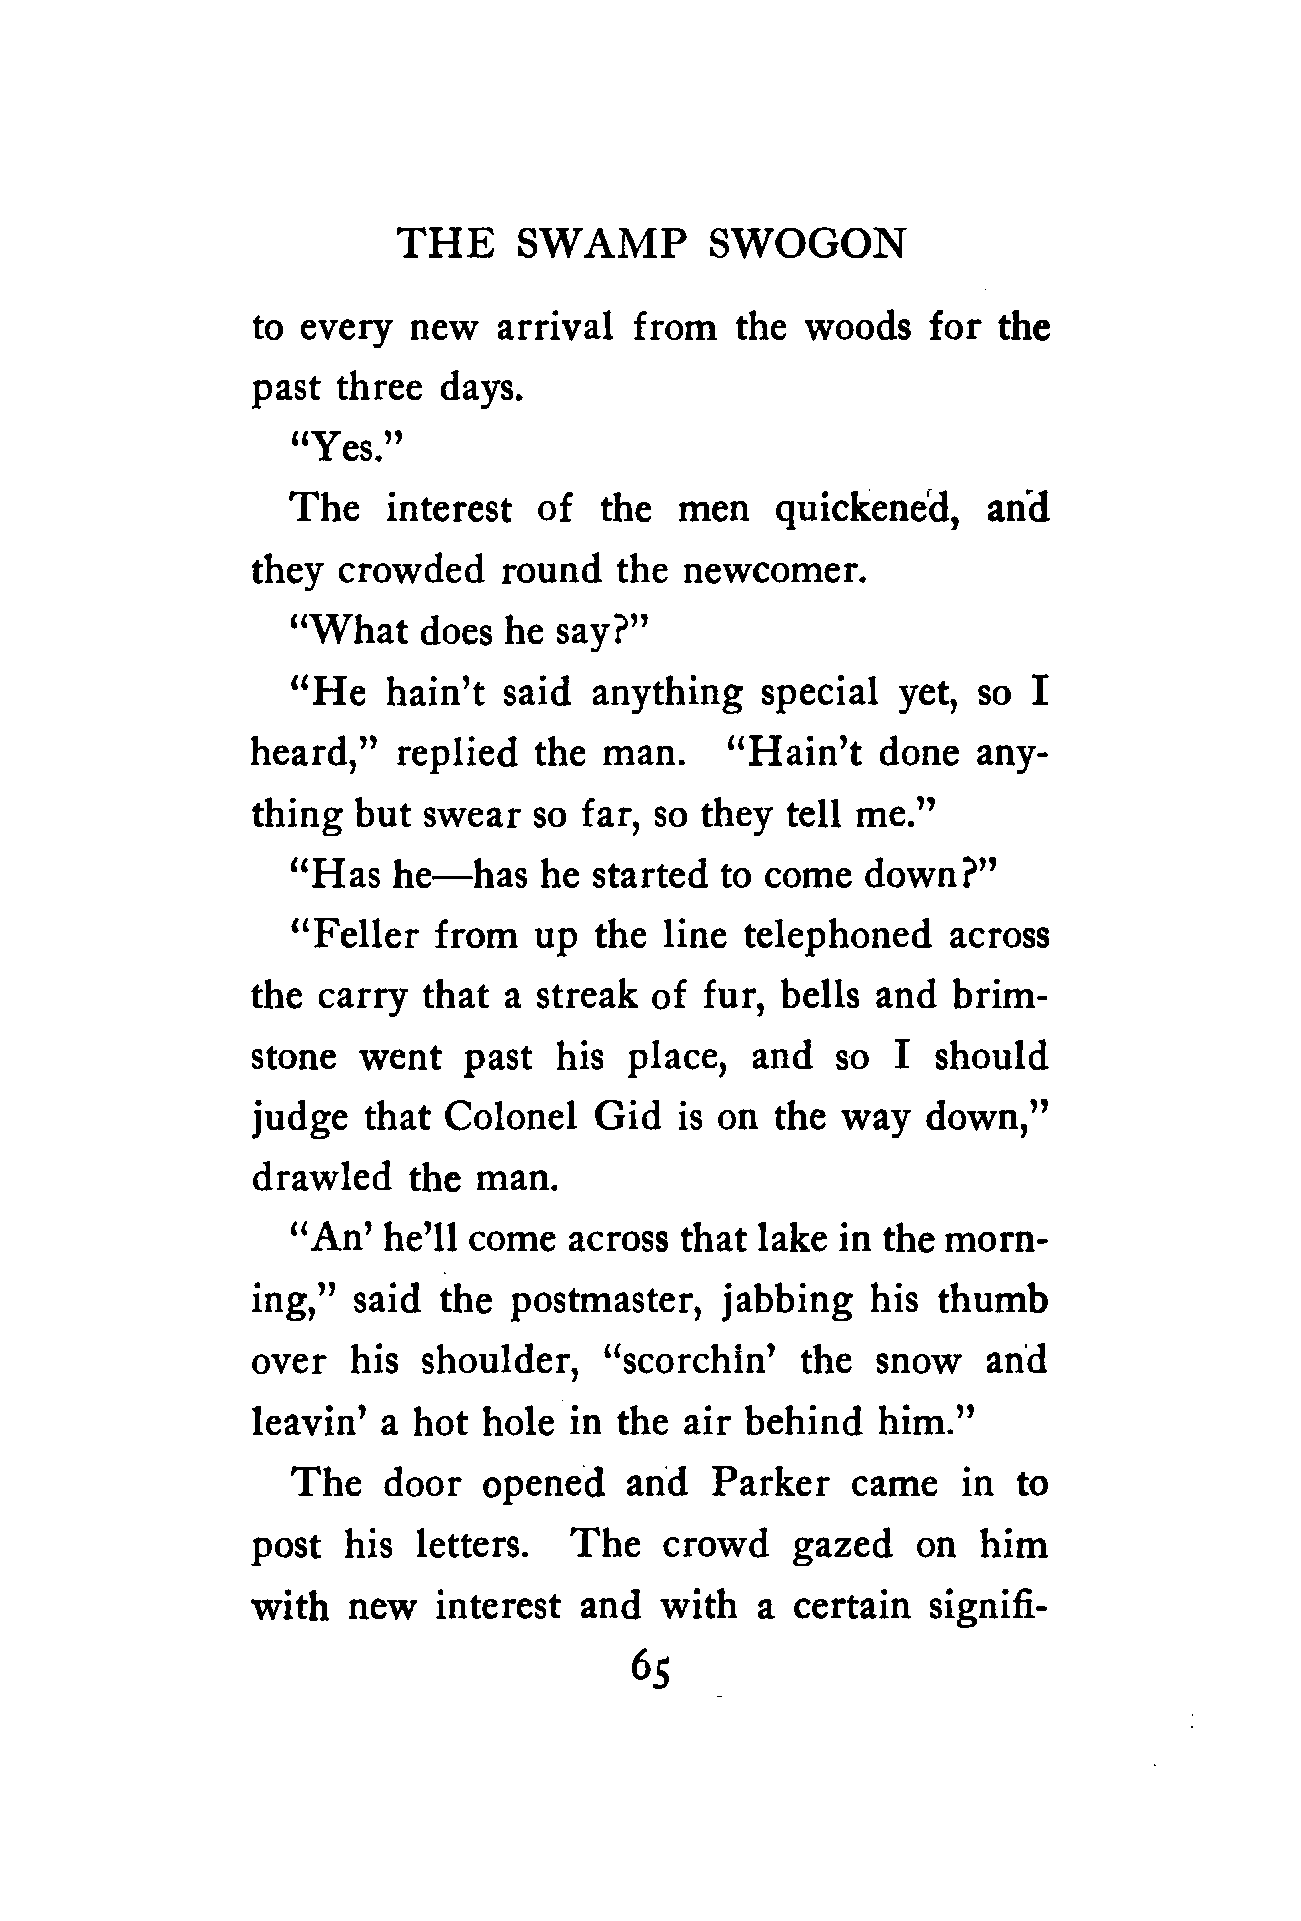 THE SWAMP SWOGON
to every new arrival from the woods for the
past three days.
“Yes.”
The interest of the men quickened, and
they crowded round the newcomer.
“What does he say?”
“He hain’t said anything special yet, so I
heard,” replied the man. “Hain’t done any-
thing but swear so far, so they tell me.”
“Has he—has he started to come down?”
“Feller from up the line telephoned across
the carry that a streak of fur, bells and brim-
stone went past his place, and so I should
judge that Colonel Gid is on the way down,”
drawled the man.
“An’ he’ll come across that lake in the morn-
ing,” said the postmaster, jabbing his thumb
over his shoulder, “scorchin’ the snow and
leavin’ a hot hole in the air behind him.”
The door opened and Parker came in to
post his letters. The crowd gazed on him
with new interest and with a certain signifi-
65